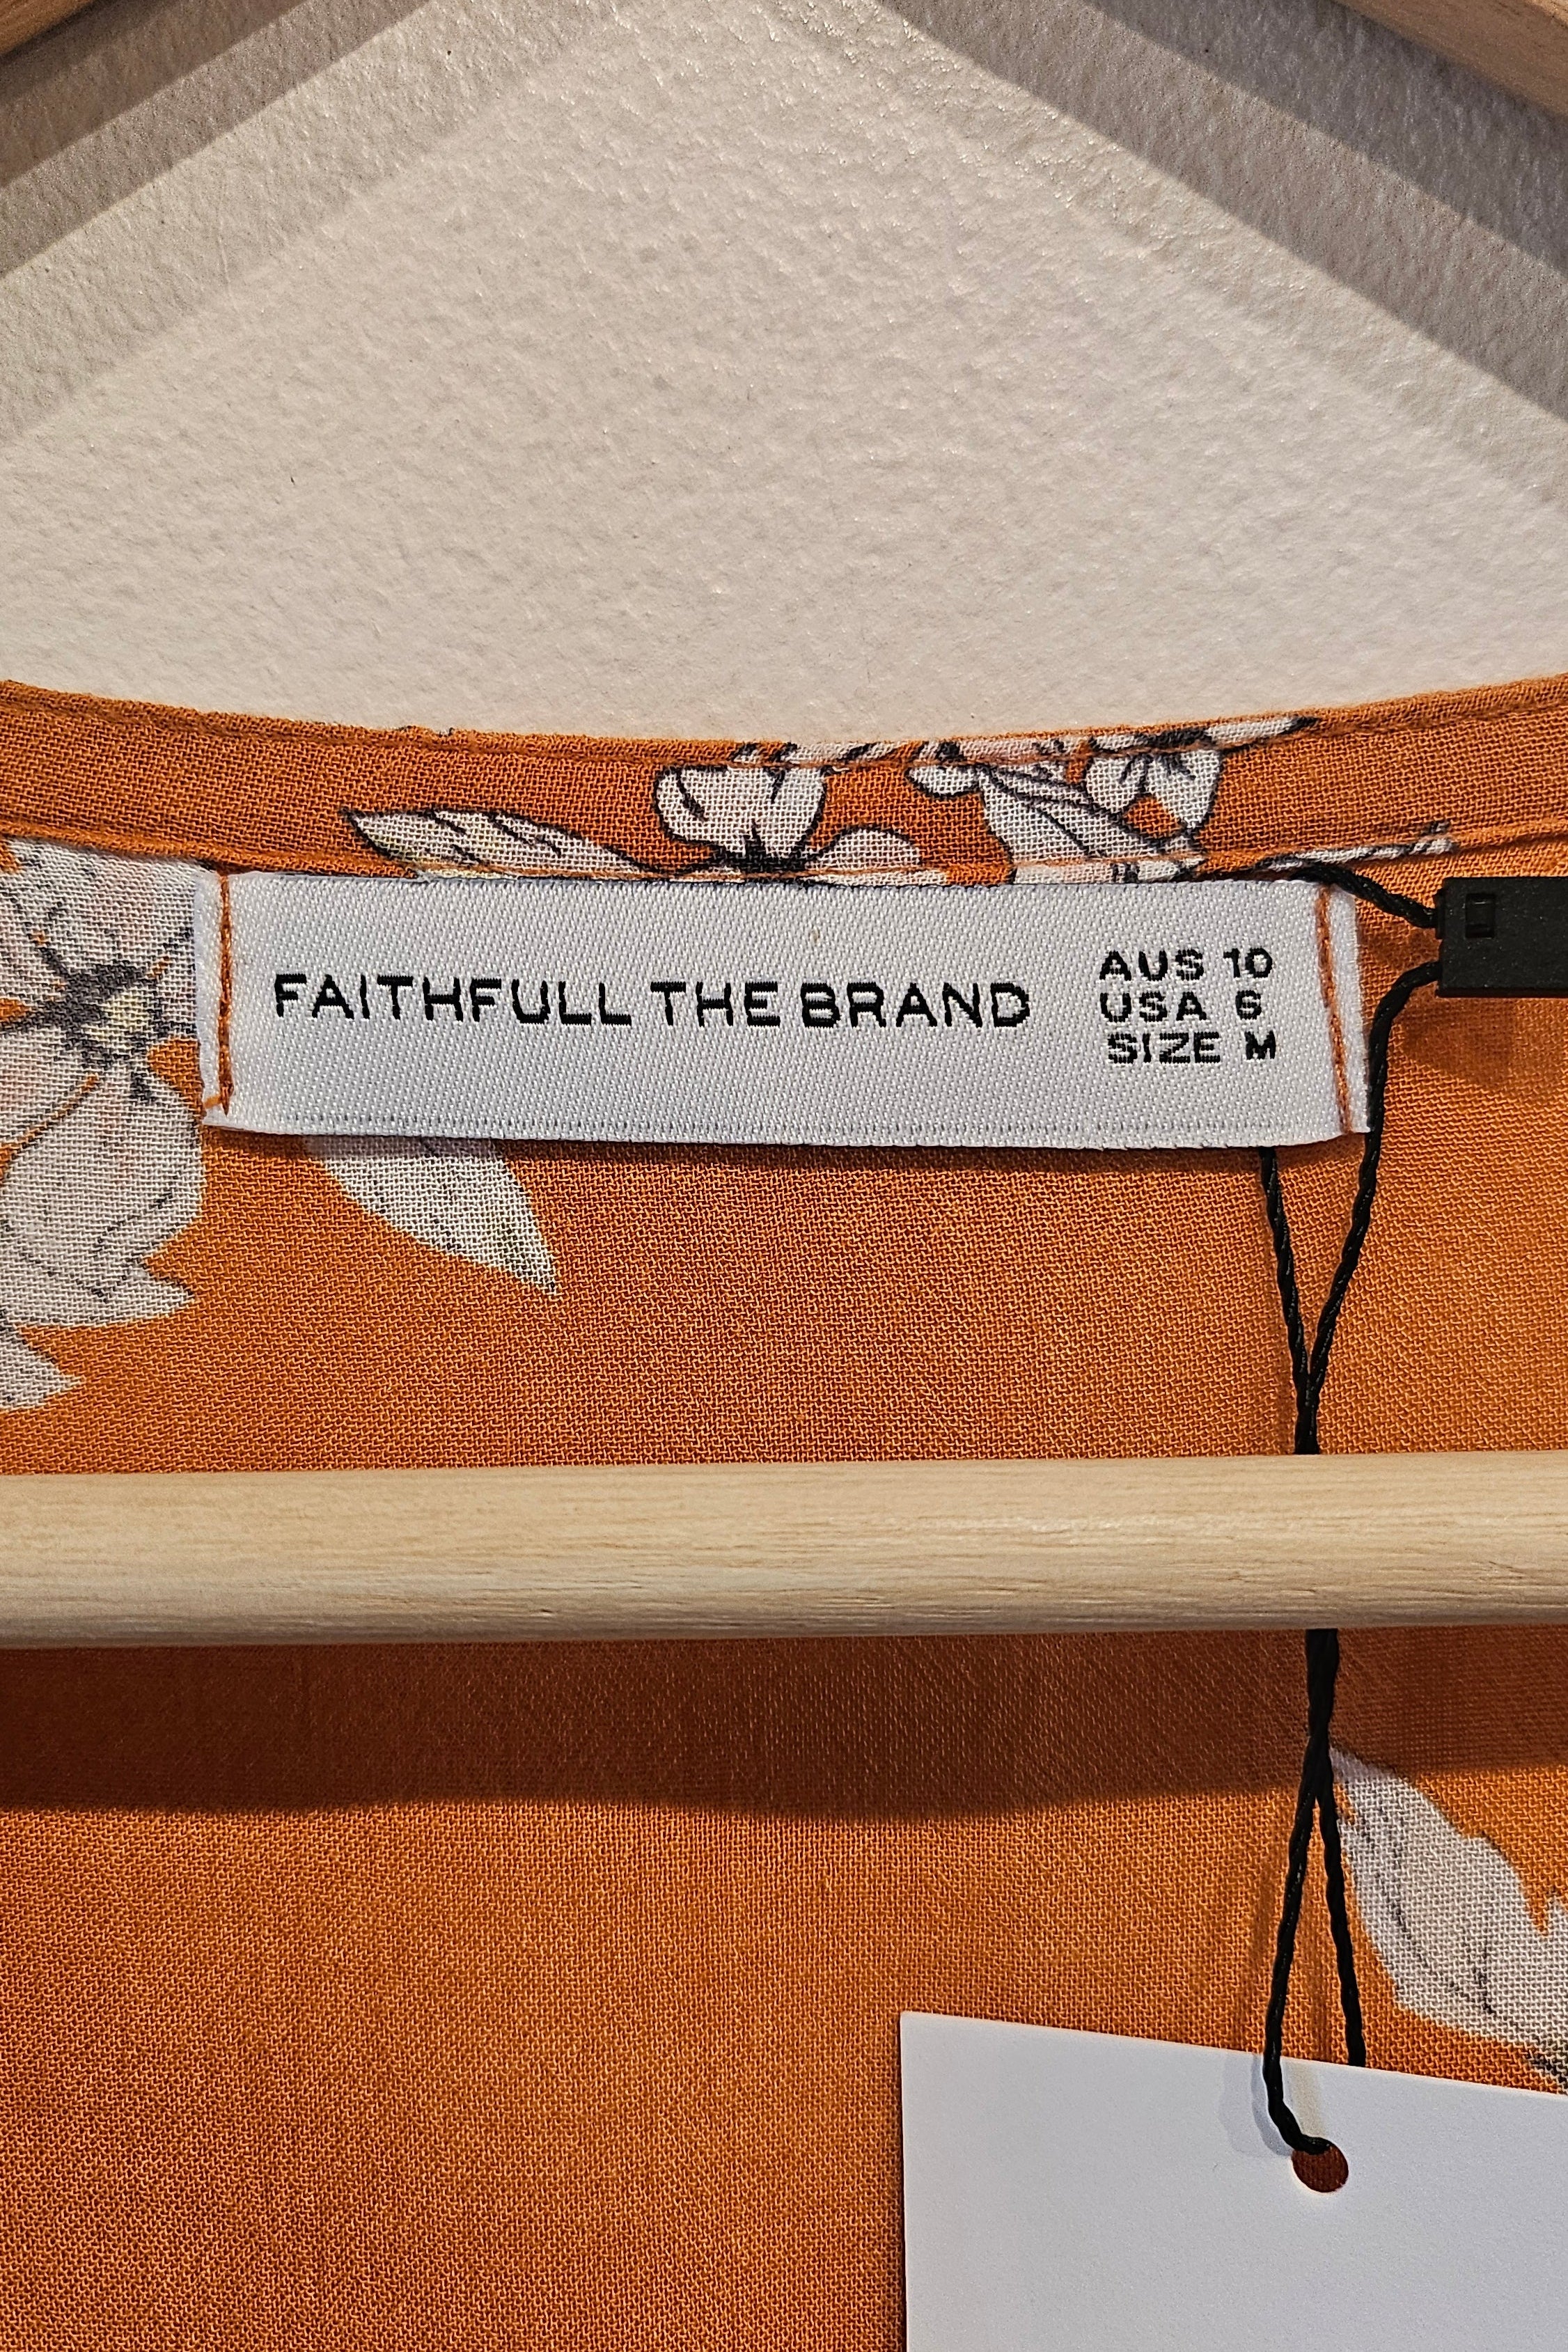 FAITHFULL THE BRAND
AUS 10
USA 6
SIZE M